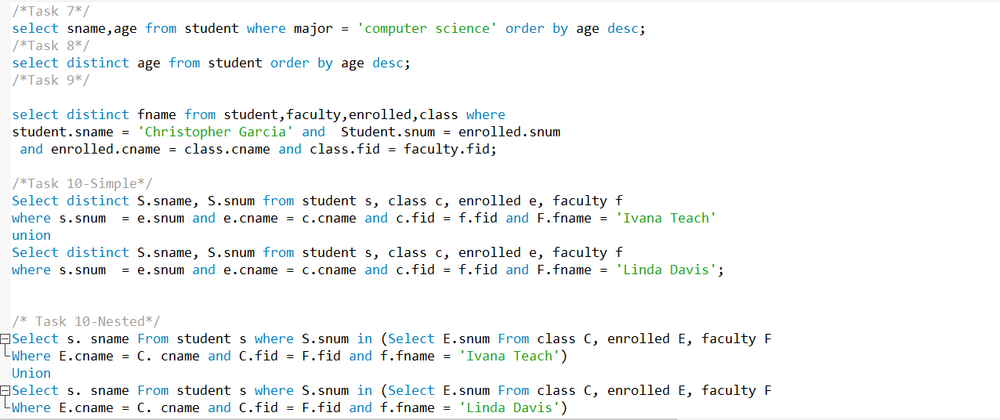 /*Task 7*/
select sname,age from student where major = 'computer science' order by age desc;
/*Task 8*/
select distinct age from student order by age desc;
/*Task 9*/
select distinct fname from student,faculty,enrolled,class where
student.sname = 'Christopher Garcia' and  Student.snum = enrolled.snum
 and enrolled.cname = class.cname and class.fid = faculty.fid;
/*Task 10-Simple*/
Select distinct S.sname, S.snum from student s, class c, enrolled e, faculty f
where s.snum  = e.snum and e.cname = c.cname and c.fid = f.fid and F.fname = 'Ivana Teach'
union
Select distinct S.sname, S.snum from student s, class c, enrolled e, faculty f
where s.snum  = e.snum and e.cname = c.cname and c.fid = f.fid and F.fname = 'Linda Davis';
/* Task 10-Nested*/
Select s. sname From student s where S.snum in (Select E.snum From class C, enrolled E, faculty F
Where E.cname = C. cname and C.fid = F.fid and f.fname = 'Ivana Teach')
Union
Select s. sname From student s where S.snum in (Select E.snum From class C, enrolled E, faculty F
Where E.cname = C. cname and C.fid = F.fid and f.fname = 'Linda Davis')